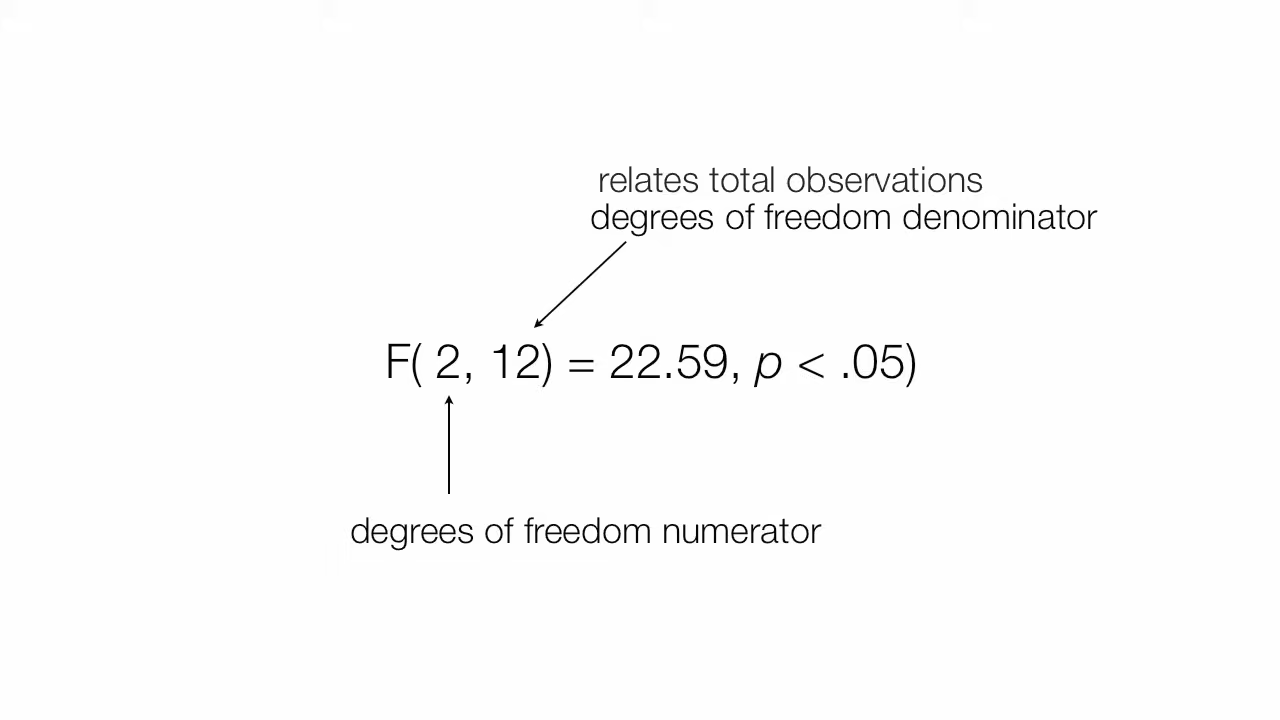 relates total observations
degrees of freedom denominator
F( 2, 12) = 22.59, p < .05)
degrees of freedom numerator